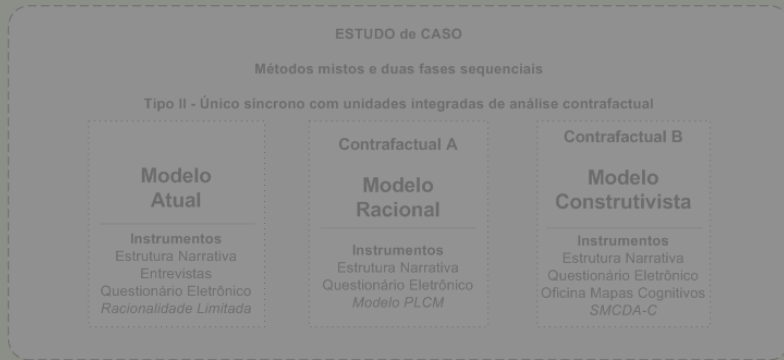 ESTUDO de CASO
Métodos mistos e duas fases sequenciais
Tipo II - Único síncrono com unidades integradas de análise contrafactual
Modelo
Atual
Instrumentos
Estrutura Narrativa
Entrevistas
Questionário Eletrônico
Racionalidade Limitada
Contrafactual A
Modelo
Racional
Instrumentos
Estrutura Narrativa
Questionário Eletrônico
Modelo PLCM
Contrafactual B
Modelo
Construtivista
Instrumentos
Estrutura Narrativa
Questionário Eletrônico
Oficina Mapas Cognitivos
SMCDA-C